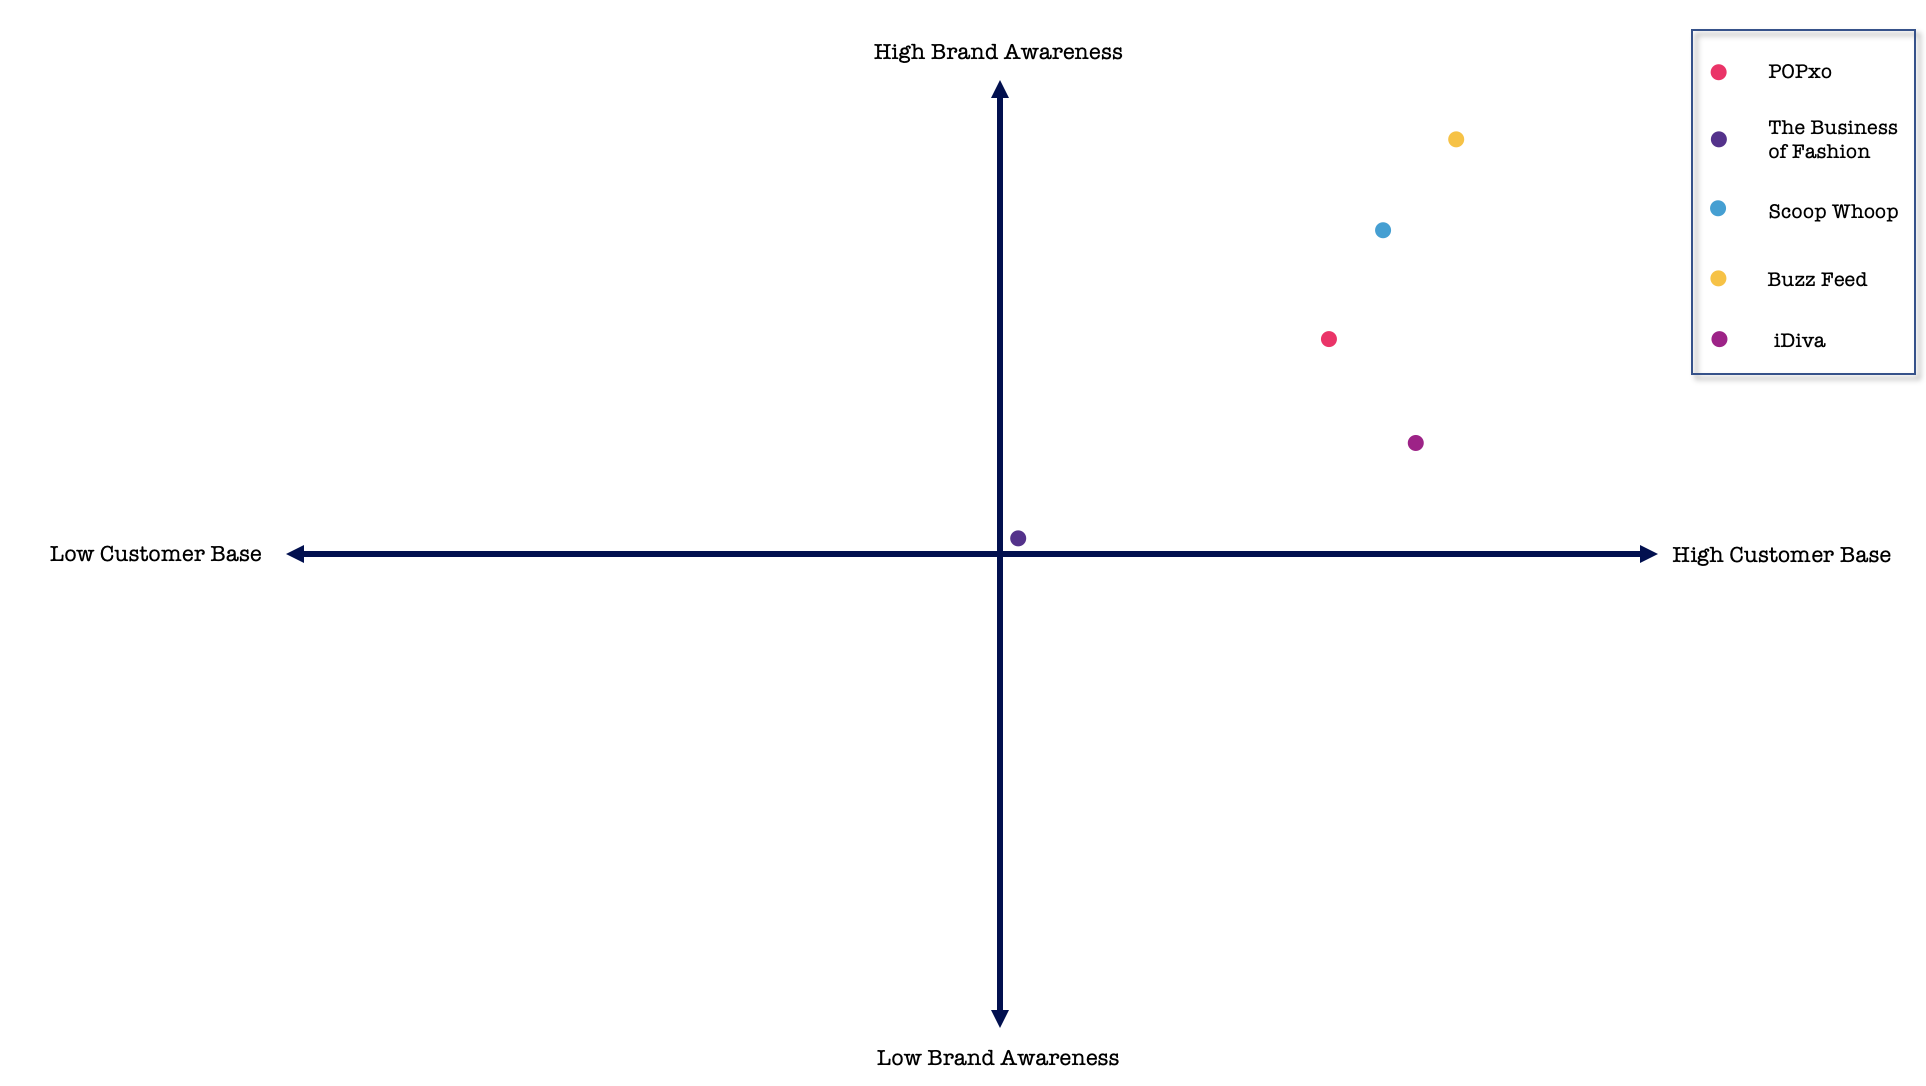 High Brand Awareness
POPxo
The Business
of Fashion
Scoop Whoop
Buzz Feed
iDiva
Low Customer Base
High Customer Base
Low Brand Awareness